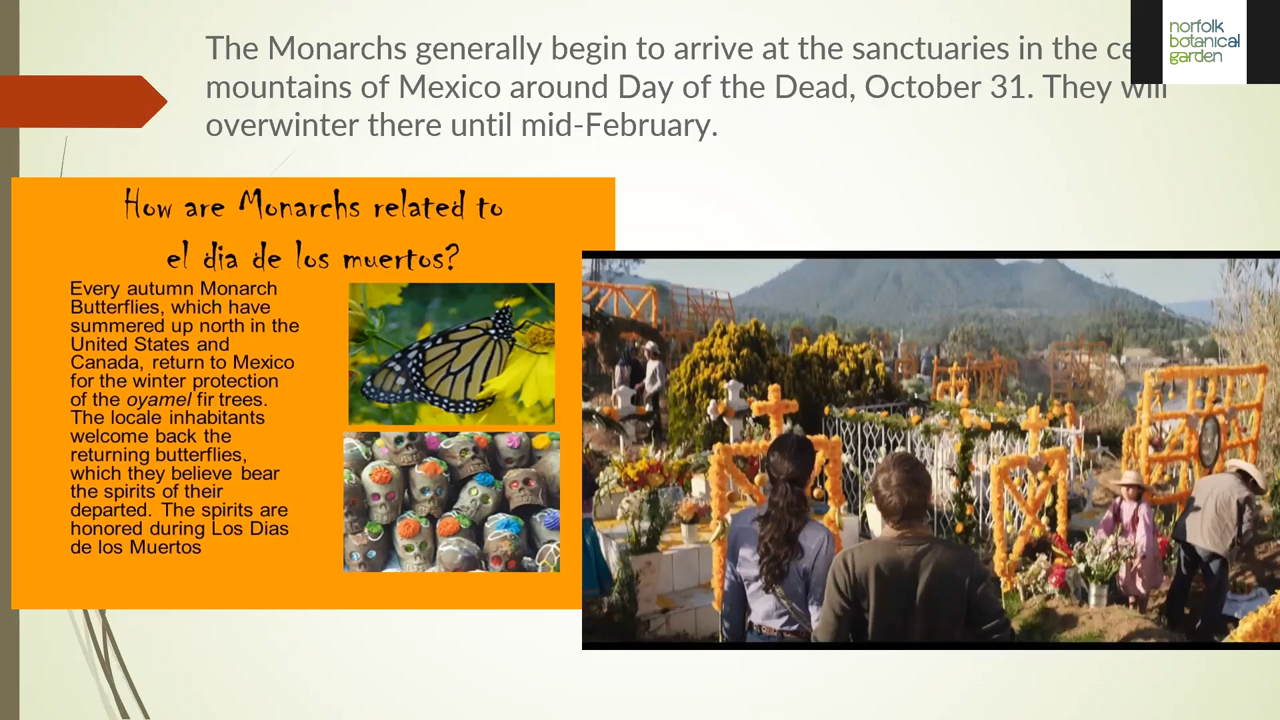 The Monarchs generally begin to arrive at the sanctuaries in the
mountains of Mexico around Day of the Dead, October 31. They will
overwinter there until mid-February.
norfolk
botanical
garden
How are Monarchs related to
el dia de los muertos?
Every autumn Monarch
Butterflies, which have
summered up north in the
United States and
Canada, return to Mexico
for the winter protection
of the oyamel fir trees.
The locale inhabitants
welcome back the
returning butterflies,
which they believe bear
the spirits of their
departed. The spirits are
honored during Los Dias
de los Muertos